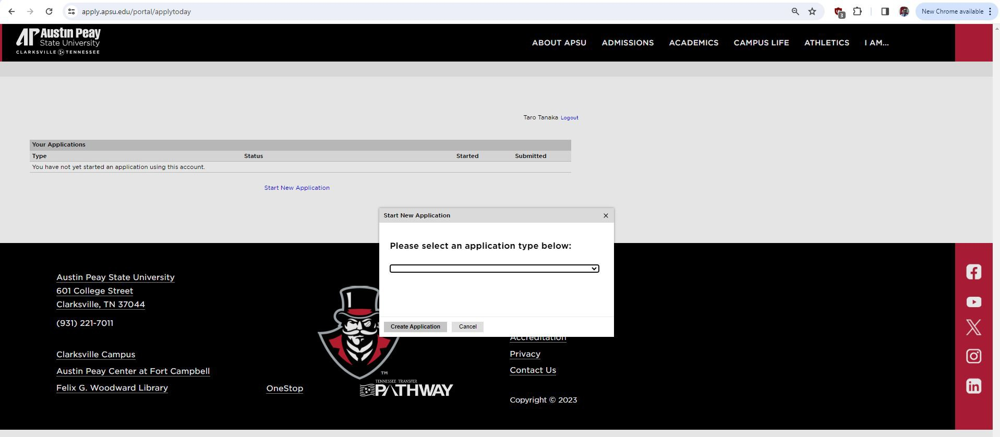 apply.apsu.edu/portal/applytoday
3
New Chrome available
AP Austin Peay
State University
CLARKSVILLE TENNESSEE
ABOUT APSU ADMISSIONS ACADEMICS CAMPUS LIFE ATHLETICS I AM...
Taro Tanaka Logout
Your Applications
Type Status Started Submitted
You have not yet started an application using this account.
Start New Application
Start New Application
Please select an application type below:
Create Application Cancel
Austin Peay State University
601 College Street
Clarksville, TN 37044
(931) 221-7011
Clarksville Campus
Austin Peay Center at Fort Campbell
Felix G. Woodward Library
OneStop
TM
TENNESSEE TRANSFER
PATHWAY
Accreditation
Privacy
Contact Us
Copyright © 2023